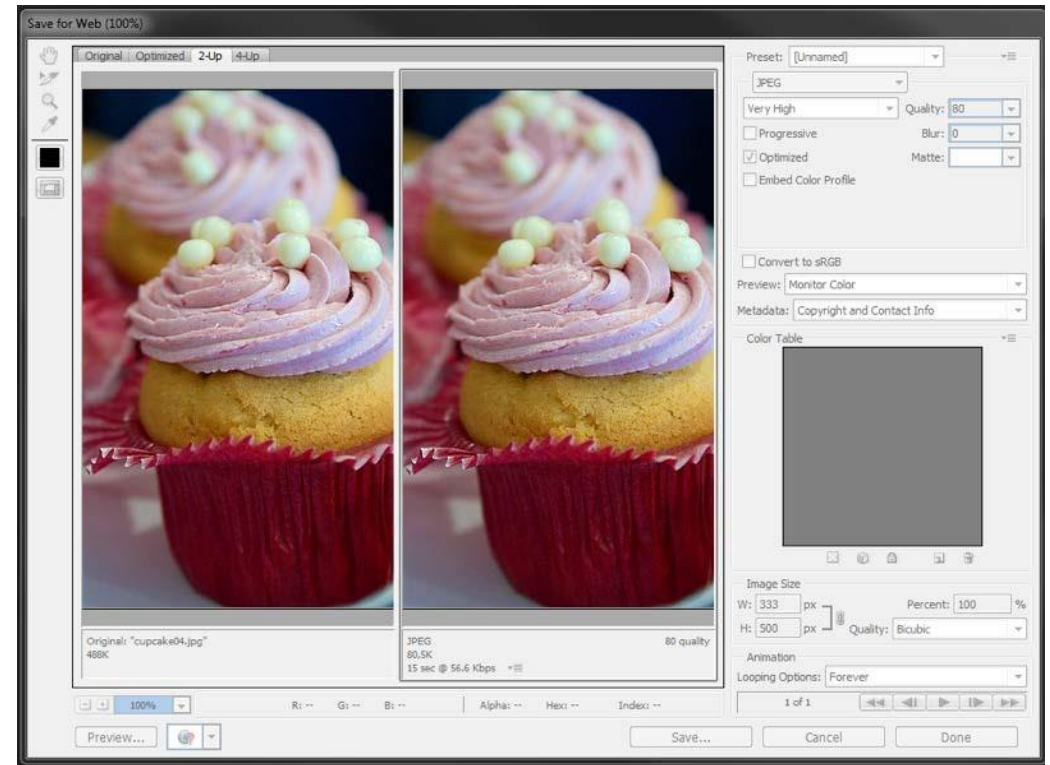 Save for Web (100%)
Original Optimized 2-Up 4-Up
Original: "cupcake04.jpg"
488K
JPEG 80 quality
80,5K
15 sec @ 56.6 Kbps
100% R: -- G: -- B: -- Alpha: -- Hex: -- Index: --
Preview... Save... Cancel Done
Preset: [Unnamed]
JPEG
Very High Quality: 80
Progressive Blur: 0
Optimized Matte:
Embed Color Profile
Convert to sRGB
Preview: Monitor Color
Metadata: Copyright and Contact Info
Color Table
Image Size
W: 333 px Percent: 100 %
H: 500 px Quality: Bicubic
Animation
Looping Options: Forever
1 of 1